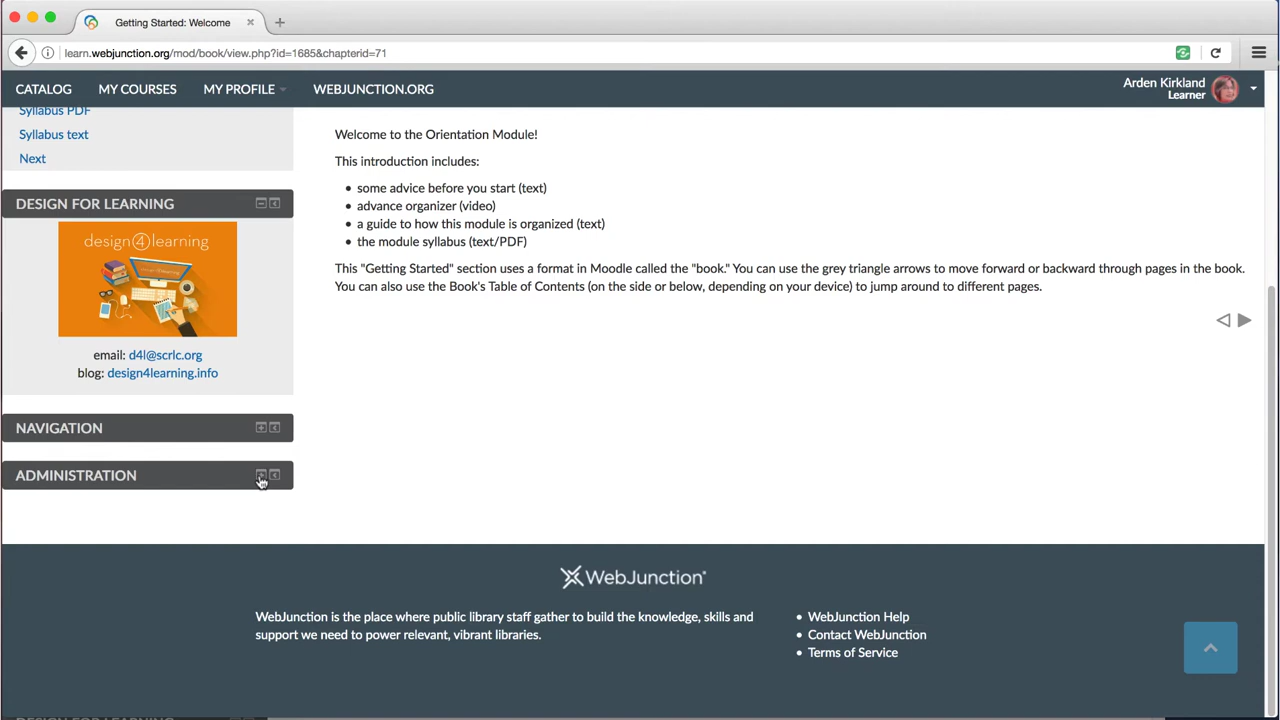 Getting Started: Welcome
learn.webjunction.org/mod/book/view.php?id=1685&chapterid=71
CATALOG
MY COURSES
MY PROFILE
WEBJUNCTION.ORG
Arden Kirkland
Learner
Syllabus PDF
Syllabus text
Next
DESIGN FOR LEARNING
design4learning
email: d4l@scrlc.org
blog: design4learning.info
NAVIGATION
ADMINISTRATION
Welcome to the Orientation Module!
This introduction includes:
• some advice before you start (text)
• advance organizer (video)
• a guide to how this module is organized (text)
• the module syllabus (text/PDF)
This "Getting Started" section uses a format in Moodle called the "book." You can use the grey triangle arrows to move forward or backward through pages in the book.
You can also use the Book's Table of Contents (on the side or below, depending on your device) to jump around to different pages.
WebJunction
WebJunction is the place where public library staff gather to build the knowledge, skills and
support we need to power relevant, vibrant libraries.
• WebJunction Help
• Contact WebJunction
• Terms of Service
DESIGN FOR LEARNING